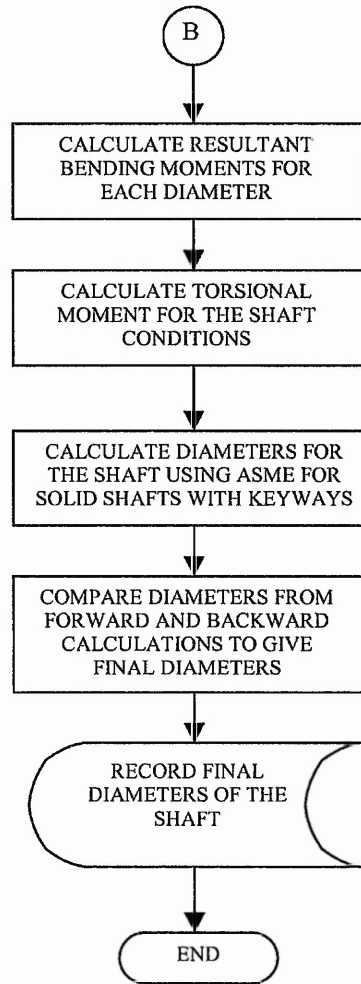 B
CALCULATE RESULTANT
BENDING MOMENTS FOR
EACH DIAMETER
CALCULATE TORSIONAL
MOMENT FOR THE SHAFT
CONDITIONS
CALCULATE DIAMETERS FOR
THE SHAFT USING ASME FOR
SOLID SHAFTS WITH KEYWAYS
COMPARE DIAMETERS FROM
FORWARD AND BACKWARD
CALCULATIONS TO GIVE
FINAL DIAMETERS
RECORD FINAL
DIAMETERS OF THE
SHAFT
END